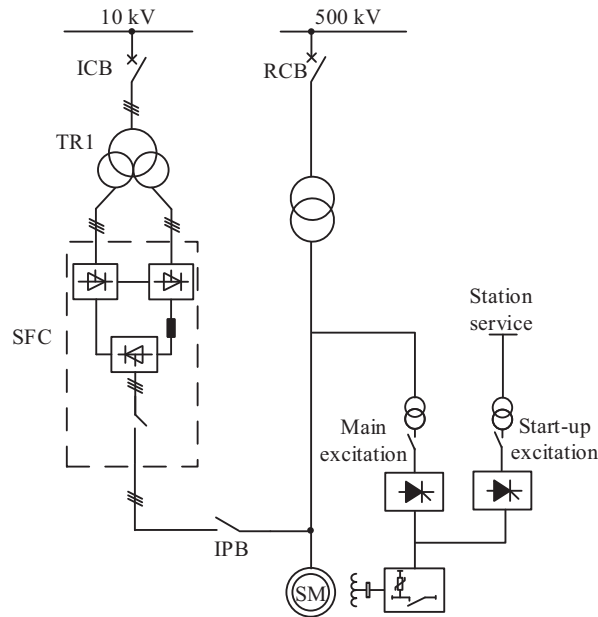 10 kV
500 kV
ICB
RCB
TR1
SFC
Station
service
Main
excitation
Start-up
excitation
IPB
SM